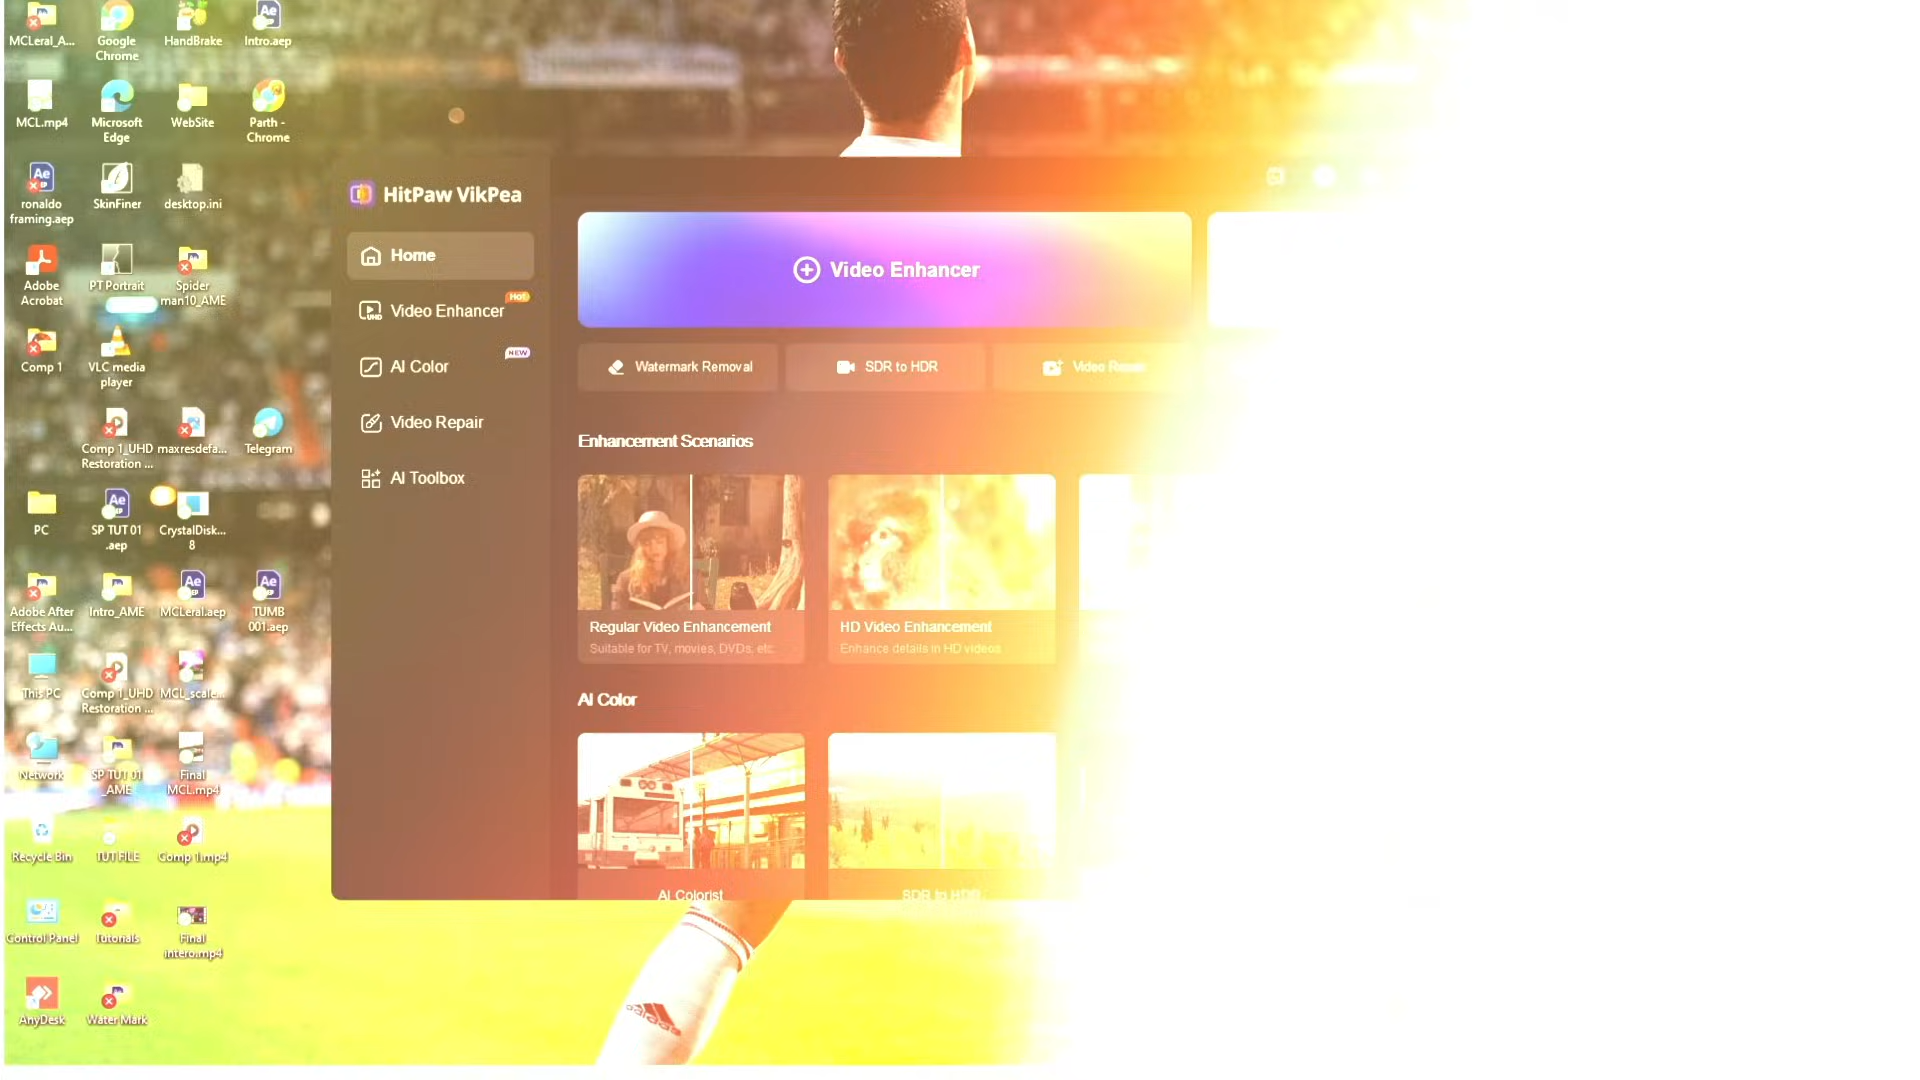 MCLeral_A...
Google
Chrome
HandBrake
Intro.aep
MCL.mp4
Microsoft
Edge
WebSite
Parth -
Chrome
ronaldo
framing.aep
SkinFiner
desktop.ini
Adobe
Acrobat
PT Portrait
Spider
man10_AME
Comp 1
VLC media
player
Comp 1_UHD
Restoration ...
maxresdefa...
Telegram
PC
SP TUT 01
.aep
CrystalDisk...
8
Adobe After
Effects Au...
Intro_AME
MCLeral.aep
TUMB
001.aep
This PC
Comp 1_UHD
Restoration ...
MCL_scale...
Network
SP TUT 01
_AME
Final
MCL.mp4
Recycle Bin
TUT FILE
Comp 1.mp4
Control Panel
Tutorials
Final
intero.mp4
AnyDesk
Water Mark
HitPaw VikPea
Home
Video Enhancer
Hot
AI Color
NEW
Video Repair
AI Toolbox
Video Enhancer
Watermark Removal
SDR to HDR
Video Repair
Enhancement Scenarios
Regular Video Enhancement
Suitable for TV, movies, DVDs, etc.
HD Video Enhancement
Enhance details in HD videos
AI Color
AI Colorist
SDR to HDR
adidas